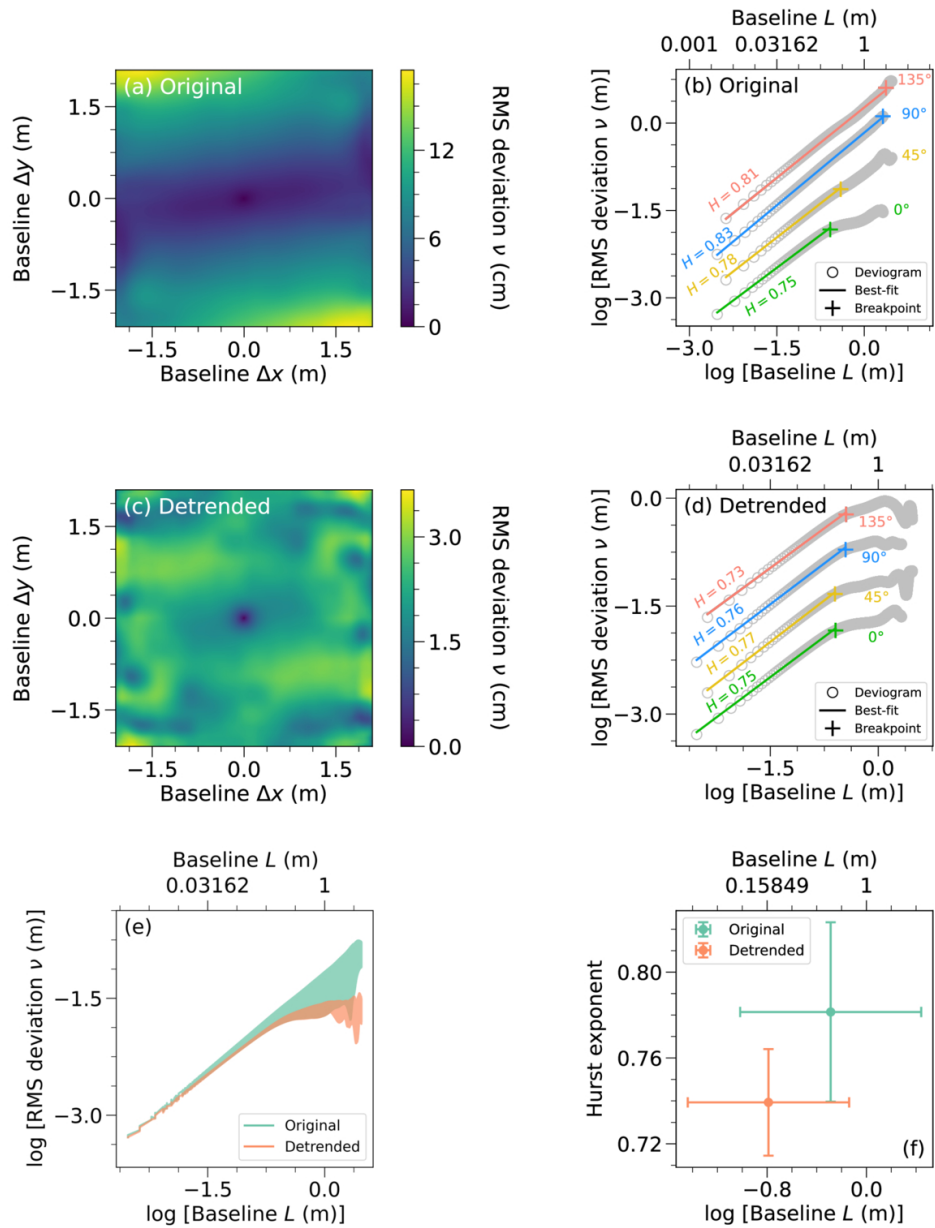 (a) Original
RMS deviation ν (cm)
12
6
0
Baseline Δy (m)
1.5
0.0
−1.5
−1.5
0.0
1.5
Baseline Δx (m)
Baseline L (m)
0.001
0.03162
1
(b) Original
135°
90°
45°
0°
H = 0.81
H = 0.83
H = 0.78
H = 0.75
Deviogram
Best-fit
Breakpoint
log [RMS deviation ν (m)]
0.0
−1.5
−3.0
−3.0
−1.5
0.0
log [Baseline L (m)]
(c) Detrended
RMS deviation ν (cm)
3.0
1.5
0.0
Baseline Δy (m)
1.5
0.0
−1.5
−1.5
0.0
1.5
Baseline Δx (m)
Baseline L (m)
0.03162
1
(d) Detrended
135°
90°
45°
0°
H = 0.73
H = 0.76
H = 0.77
H = 0.75
Deviogram
Best-fit
Breakpoint
log [RMS deviation ν (m)]
0.0
−1.5
−3.0
−1.5
0.0
log [Baseline L (m)]
Baseline L (m)
0.03162
1
(e)
Original
Detrended
log [RMS deviation ν (m)]
−1.5
−3.0
−1.5
0.0
log [Baseline L (m)]
Baseline L (m)
0.15849
1
Original
Detrended
(f)
Hurst exponent
0.80
0.76
0.72
−0.8
0.0
log [Baseline L (m)]